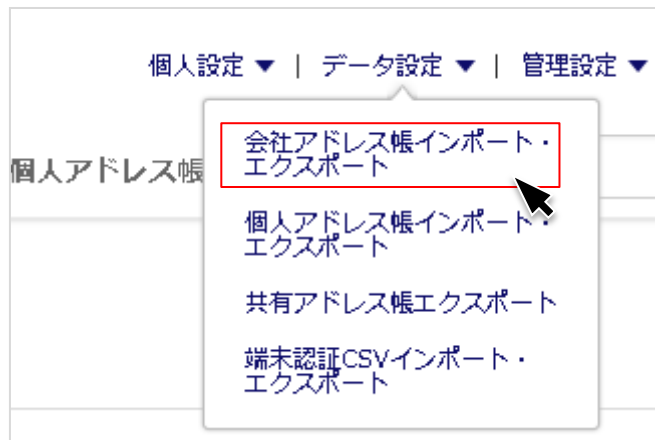 個人設定 ▼ | データ設定 ▼ | 管理設定 ▼
個人アドレス帳
会社アドレス帳インポート・
エクスポート
個人アドレス帳インポート・
エクスポート
共有アドレス帳エクスポート
端末認証CSVインポート・
エクスポート